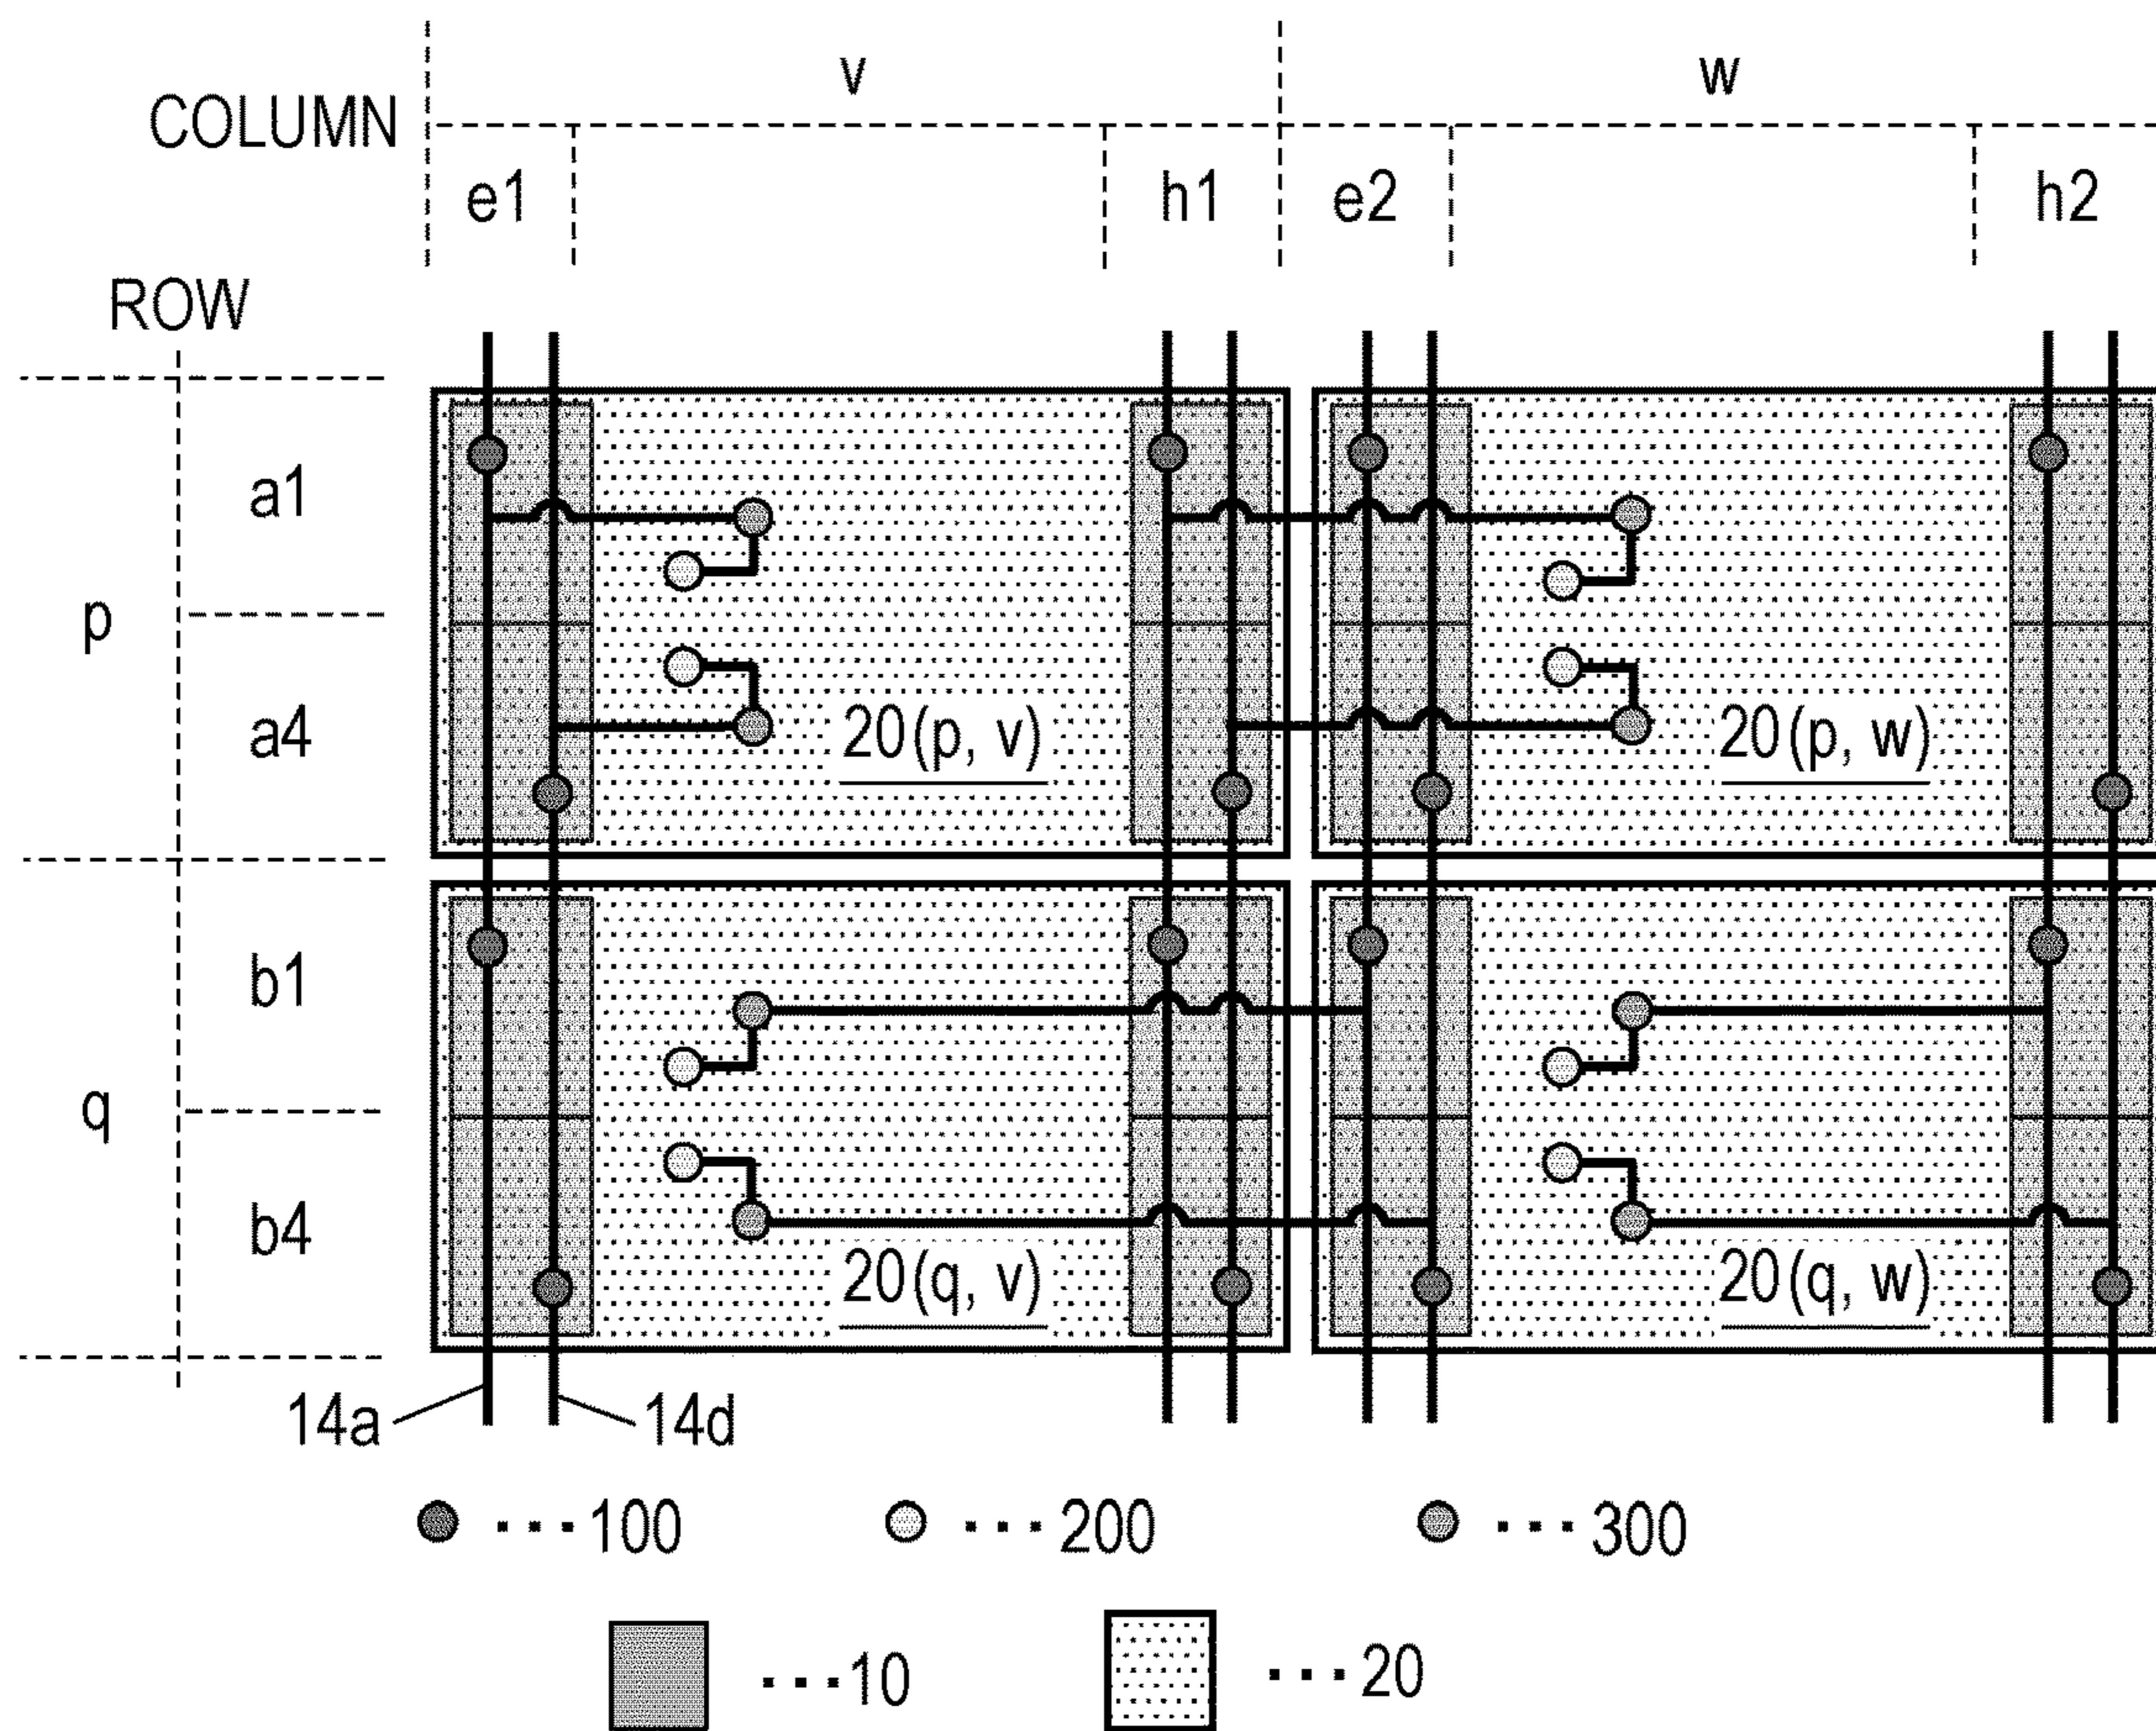 v w
COLUMN
e1 h1 e2 h2
ROW
a1
p
a4 20(p, v) 20(p, w)
b1
q
b4
20(q, v) 20(q, w)
14a 14d
···100 ···200 ···300
···10 ···20